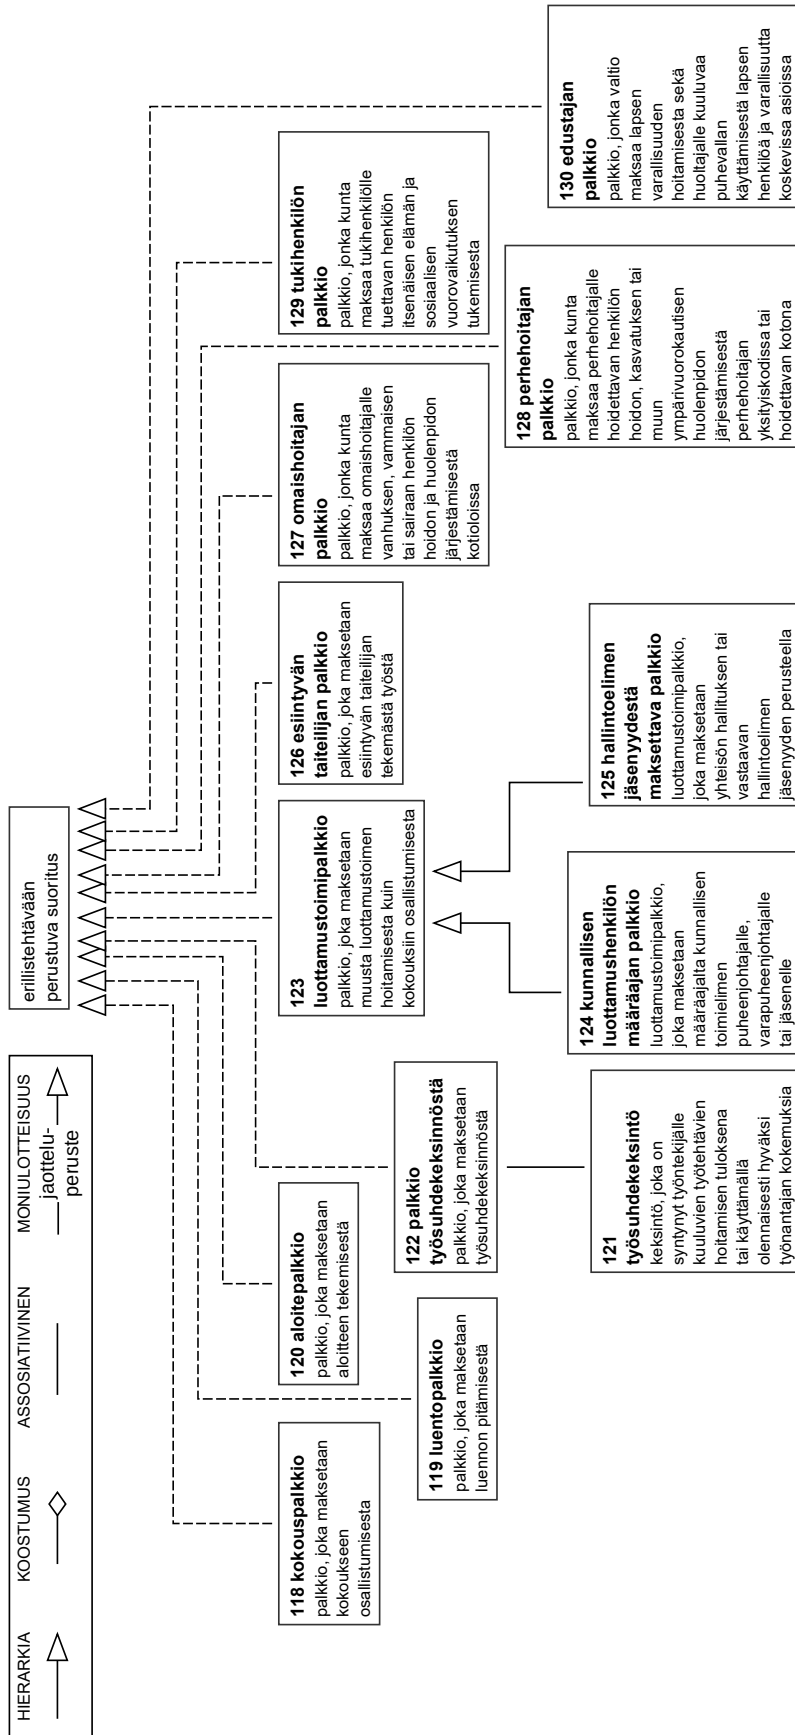 HIERARKIA
KOOSTUMUS
ASSOSIATIIVINEN
MONIULOTTEISUUS
jaottelu-
peruste
erillistehtävään
perustuva suoritus
118 kokouspalkkio
palkkio, joka maksetaan
kokoukseen
osallistumisesta
119 luentopalkkio
palkkio, joka maksetaan
luennon pitämisestä
120 aloitepalkkio
palkkio, joka maksetaan
aloitteen tekemisestä
122 palkkio
työsuhdekeksinnöstä
palkkio, joka maksetaan
työsuhdekeksinnöstä
121
työsuhdekeksintö
keksintö, joka on
syntynyt työntekijälle
kuuluvien työtehtävien
hoitamisen tuloksena
tai käyttämällä
olennaisesti hyväksi
työnantajan kokemuksia
123
luottamustoimipalkkio
palkkio, joka maksetaan
muusta luottamustoimen
hoitamisesta kuin
kokouksiin osallistumisesta
124 kunnallisen
luottamushenkilön
määräajan palkkio
luottamustoimipalkkio,
joka maksetaan
määräajalta kunnallisen
toimielimen
puheenjohtajalle,
varapuheenjohtajalle
tai jäsenelle
125 hallintoelimen
jäsenyydestä
maksettava palkkio
luottamustoimipalkkio,
joka maksetaan
yhteisön hallituksen tai
vastaavan
hallintoelimen
jäsenyyden perusteella
126 esiintyvän
taiteilijan palkkio
palkkio, joka maksetaan
esiintyvän taiteilijan
tekemästä työstä
127 omaishoitajan
palkkio
palkkio, jonka kunta
maksaa omaishoitajalle
vanhuksen, vammaisen
tai sairaan henkilön
hoidon ja huolenpidon
järjestämisestä
kotioloissa
128 perhehoitajan
palkkio
palkkio, jonka kunta
maksaa perhehoitajalle
hoidettavan henkilön
hoidon, kasvatuksen tai
muun
ympärivuorokautisen
huolenpidon
järjestämisestä
perhehoitajan
yksityiskodissa tai
hoidettavan kotona
129 tukihenkilön
palkkio
palkkio, jonka kunta
maksaa tukihenkilölle
tuettavan henkilön
itsenäisen elämän ja
sosiaalisen
vuorovaikutuksen
tukemisesta
130 edustajan
palkkio
palkkio, jonka valtio
maksaa lapsen
varallisuuden
hoitamisesta sekä
huoltajalle kuuluvaa
puhevallan
käyttämisestä lapsen
henkilöä ja varallisuutta
koskevissa asioissa